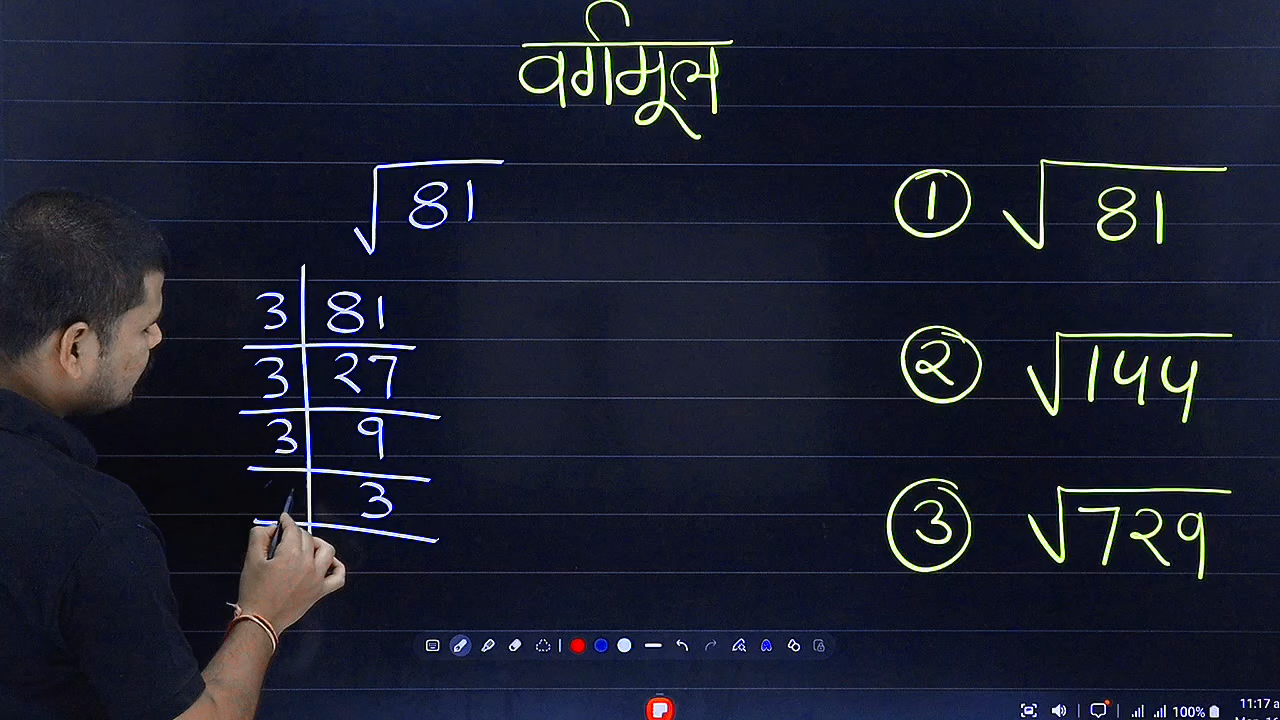 वर्गमूल
√81
3 | 81
3 | 27
3 | 9
3
① √81
② √144
③ √729
100%
11:17 a